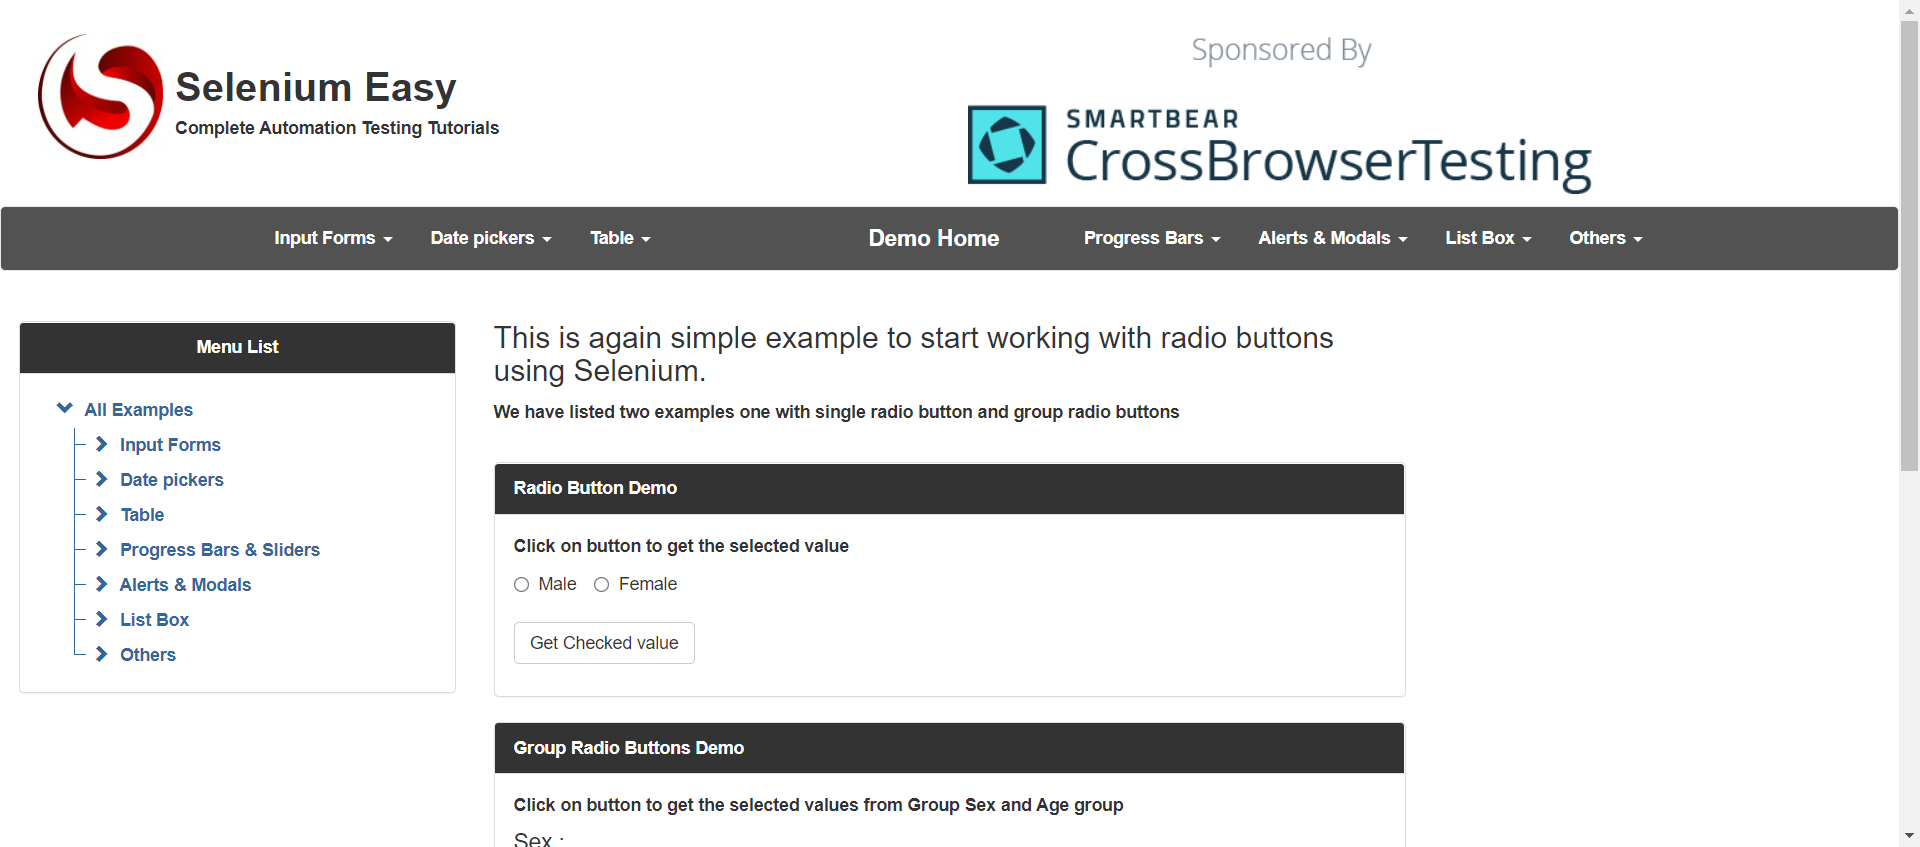 Selenium Easy
Complete Automation Testing Tutorials
Sponsored By
SMARTBEAR
CrossBrowserTesting
Input Forms Date pickers Table Demo Home Progress Bars Alerts & Modals List Box Others
Menu List
All Examples
Input Forms
Date pickers
Table
Progress Bars & Sliders
Alerts & Modals
List Box
Others
This is again simple example to start working with radio buttons
using Selenium.
We have listed two examples one with single radio button and group radio buttons
Radio Button Demo
Click on button to get the selected value
Male Female
Get Checked value
Group Radio Buttons Demo
Click on button to get the selected values from Group Sex and Age group
Sex :